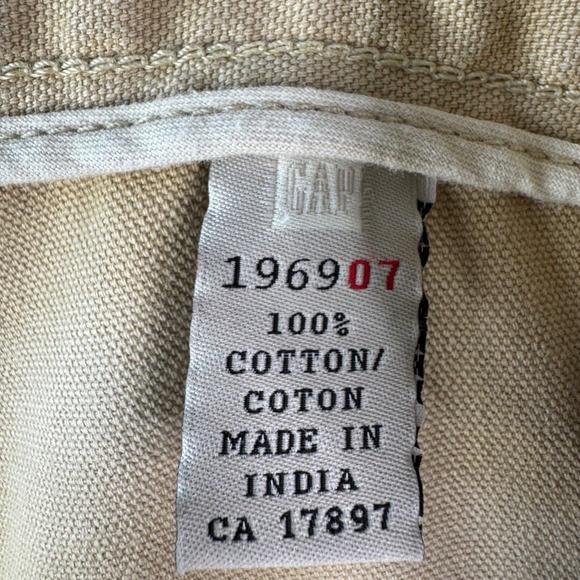 GAP
196907
100%
COTTON/
COTON
MADE IN
INDIA
CA 17897